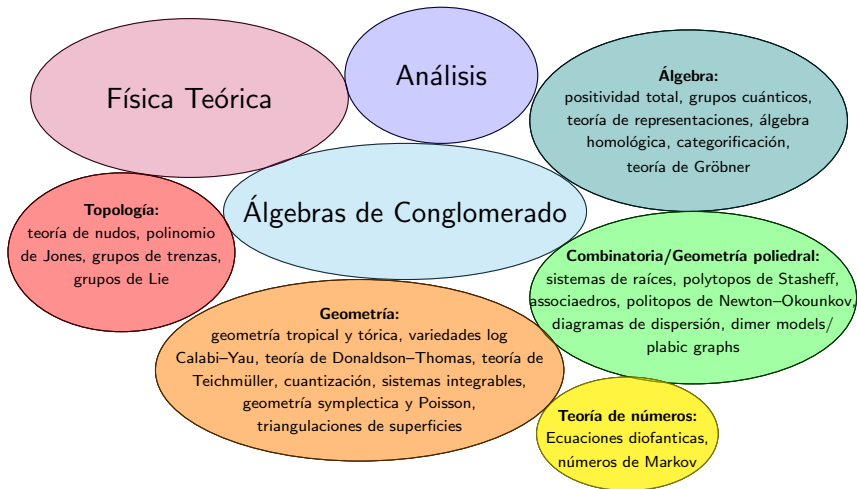 Física Teórica
Análisis
Álgebra:
positividad total, grupos cuánticos,
teoría de representaciones, álgebra
homológica, categorificación,
teoría de Gröbner
Álgebras de Conglomerado
Topología:
teoría de nudos, polinomio
de Jones, grupos de trenzas,
grupos de Lie
Combinatoria/Geometría poliedral:
sistemas de raíces, polytopos de Stasheff,
associaedros, politopos de Newton–Okounkov,
diagramas de dispersión, dimer models/
plabic graphs
Geometría:
geometría tropical y tórica, variedades log
Calabi–Yau, teoría de Donaldson–Thomas, teoría de
Teichmüller, cuantización, sistemas integrables,
geometría symplectica y Poisson,
triangulaciones de superficies
Teoría de números:
Ecuaciones diofanticas,
números de Markov